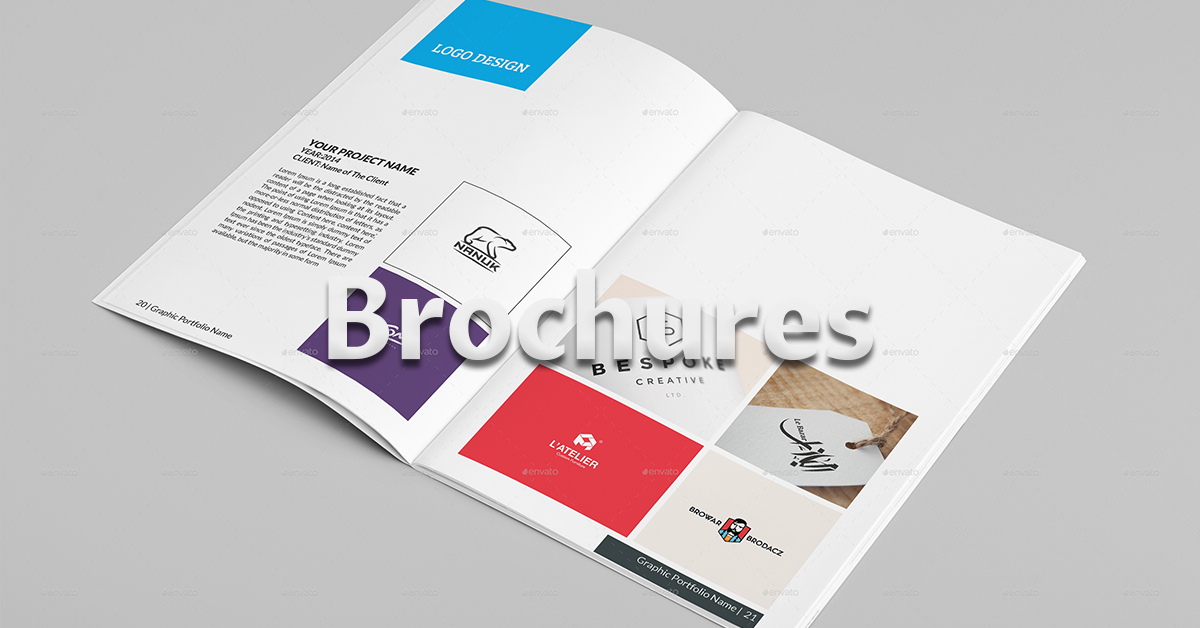 LOGO DESIGN
YOUR PROJECT NAME
YEAR:2014
CLIENT: Name of The Client
Lorem Ipsum is a long established fact that a
reader will be the distracted by the readable
content of a page when looking at its layout.
The point of using Lorem Ipsum is that it has a
more-or-less normal distribution of letters, as
opposed to using 'Content here, content here',
nodent. Lorem Ipsum is simply dummy text of
the printing and typesetting industry. Lorem
Ipsum has been the industry's standard dummy
text ever since the oldest typeface. There are
many variations of passages of Lorem Ipsum
available, but the majority in some form
NANUK
20 | Graphic Portfolio Name
Brochures
BESPOKE
CREATIVE
LTD.
L'ATELIER
Le Bazar
BROWAR
BRODACZ
Graphic Portfolio Name | 21
envato